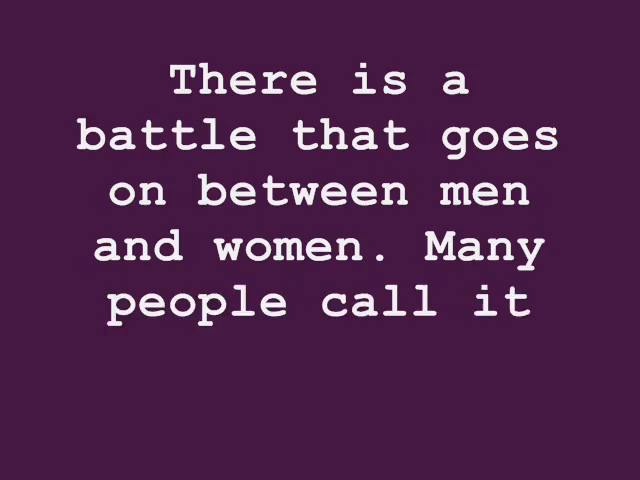 There is a
battle that goes
on between men
and women. Many
people call it